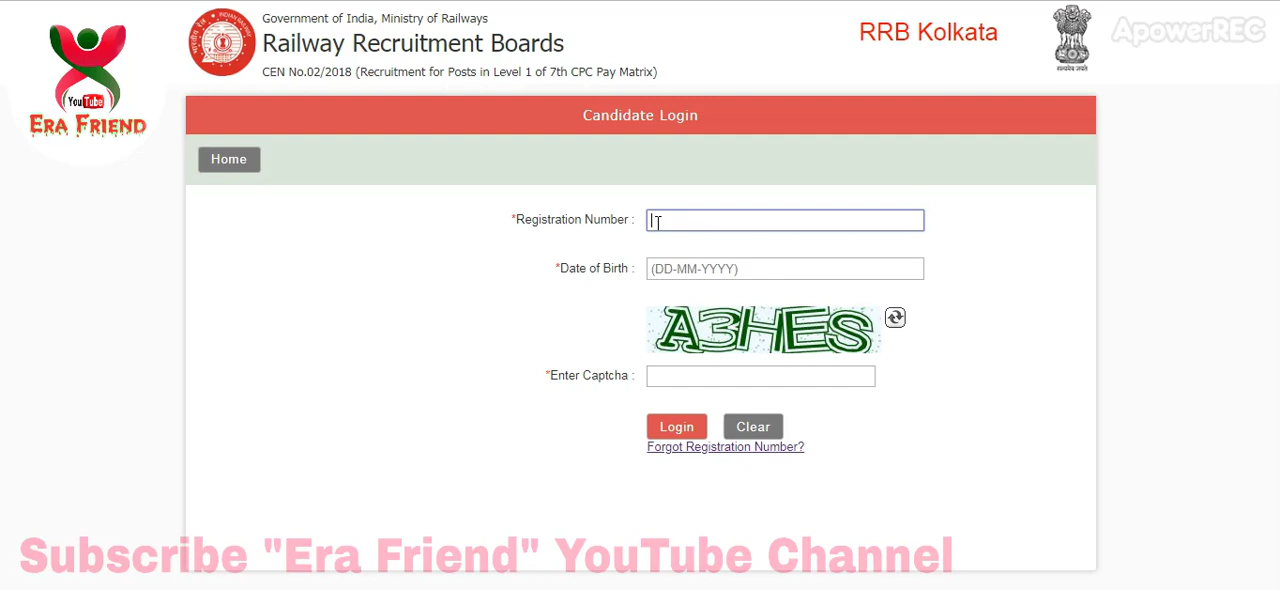 Government of India, Ministry of Railways
Railway Recruitment Boards
CEN No.02/2018 (Recruitment for Posts in Level 1 of 7th CPC Pay Matrix)
RRB Kolkata
ApowerREC
You Tube
ERA FRIEND
Candidate Login
Home
*Registration Number :
*Date of Birth : (DD-MM-YYYY)
A3HES
*Enter Captcha :
Login Clear
Forgot Registration Number?
Subscribe "Era Friend" YouTube Channel